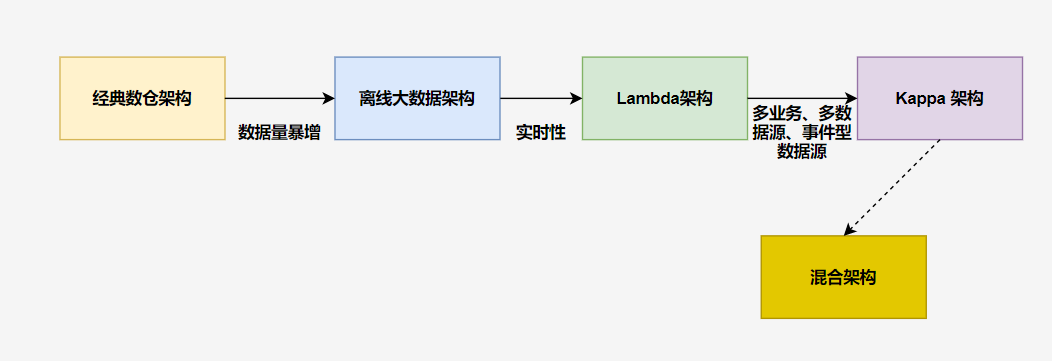 经典数仓架构
离线大数据架构
Lambda架构
Kappa 架构
数据量暴增
实时性
多业务、多数
据源、事件型
数据源
混合架构